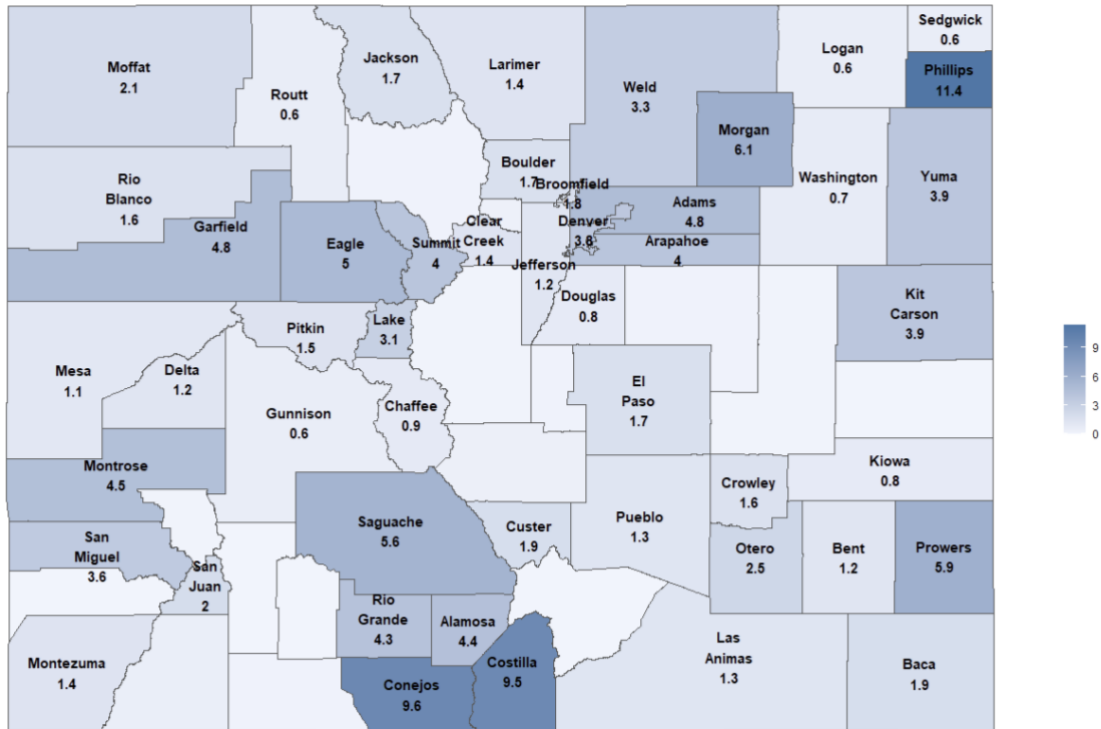 Sedgwick
0.6
Logan
0.6
Phillips
11.4
Jackson
1.7
Larimer
1.4
Moffat
2.1
Routt
0.6
Weld
3.3
Morgan
6.1
Boulder
1.7
Washington
0.7
Yuma
3.9
Rio
Blanco
1.6
Broomfield
1.8
Adams
4.8
Garfield
4.8
Eagle
5
Summit
4
Clear
Creek
1.4
Denver
3.6
Arapahoe
4
Jefferson
1.2
Douglas
0.8
Kit
Carson
3.9
Pitkin
1.5
Lake
3.1
Mesa
1.1
Delta
1.2
El
Paso
1.7
Gunnison
0.6
Chaffee
0.9
Montrose
4.5
Kiowa
0.8
Crowley
1.6
Saguache
5.6
Custer
1.9
Pueblo
1.3
San
Miguel
3.6
Otero
2.5
Bent
1.2
Prowers
5.9
San
Juan
2
Rio
Grande
4.3
Alamosa
4.4
Las
Animas
1.3
Montezuma
1.4
Costilla
9.5
Baca
1.9
Conejos
9.6
9
6
3
0